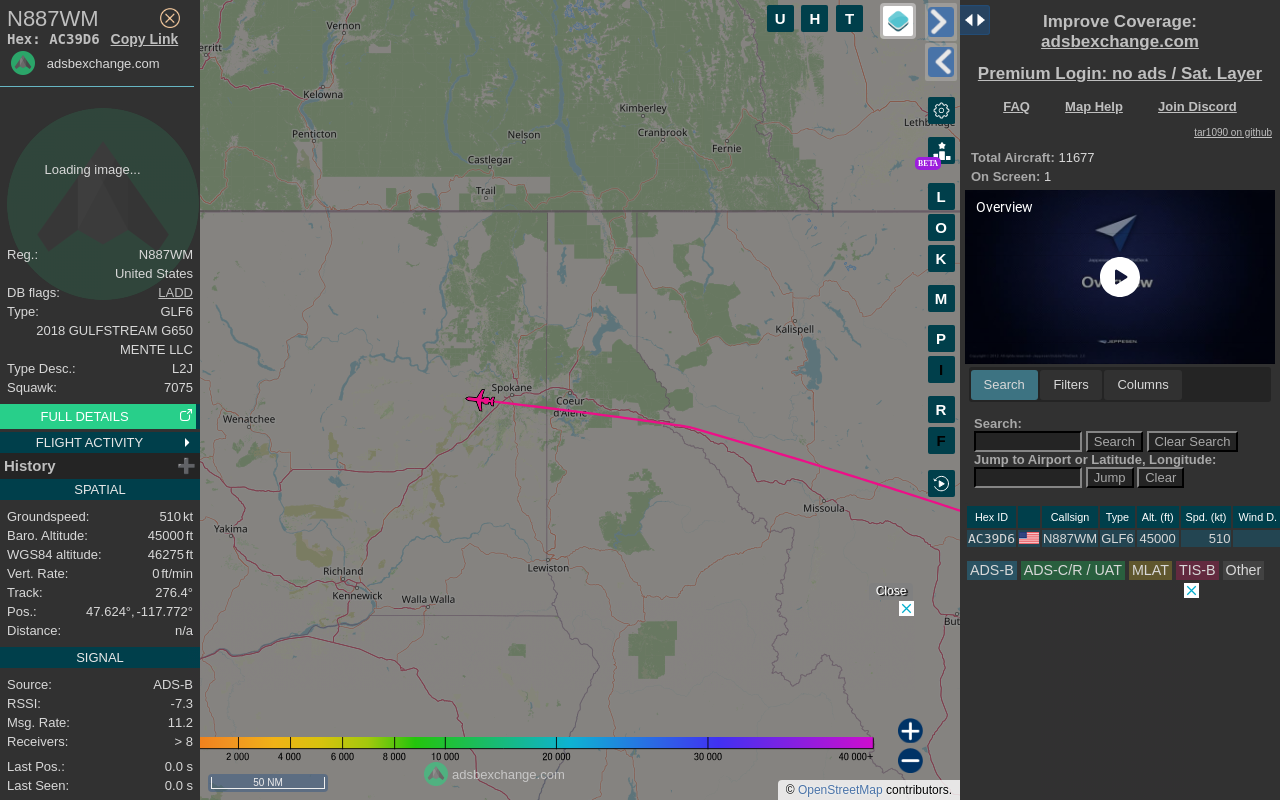 N887WM
Hex: AC39D6 Copy Link
adsbexchange.com
Loading image...
Reg.: N887WM
United States
DB flags: LADD
Type: GLF6
2018 GULFSTREAM G650
MENTE LLC
Type Desc.: L2J
Squawk: 7075
FULL DETAILS
FLIGHT ACTIVITY
History
SPATIAL
Groundspeed: 510 kt
Baro. Altitude: 45000 ft
WGS84 altitude: 46275 ft
Vert. Rate: 0 ft/min
Track: 276.4°
Pos.: 47.624°, -117.772°
Distance: n/a
SIGNAL
Source: ADS-B
RSSI: -7.3
Msg. Rate: 11.2
Receivers: > 8
Last Pos.: 0.0 s
Last Seen: 0.0 s
Vernon
erritt
Kelowna
Penticton
Nelson
Castlegar
Trail
Kimberley
Cranbrook
Fernie
Lethbridge
Kalispell
Spokane
Coeur
d'Alene
Wenatchee
Missoula
Yakima
Lewiston
Richland
Kennewick
Walla Walla
But
U H T
BETA
L
O
K
M
P
I
R
F
Close
2 000 4 000 6 000 8 000 10 000 20 000 30 000 40 000+
adsbexchange.com
50 NM
© OpenStreetMap contributors.
Improve Coverage:
adsbexchange.com
Premium Login: no ads / Sat. Layer
FAQ Map Help Join Discord
tar1090 on github
Total Aircraft: 11677
On Screen: 1
Overview
Overview
JEPPESEN
Search Filters Columns
Search:
Search Clear Search
Jump to Airport or Latitude, Longitude:
Jump Clear
Hex ID Callsign Type Alt. (ft) Spd. (kt) Wind D.
AC39D6 N887WM GLF6 45000 510
ADS-B ADS-C/R / UAT MLAT TIS-B Other